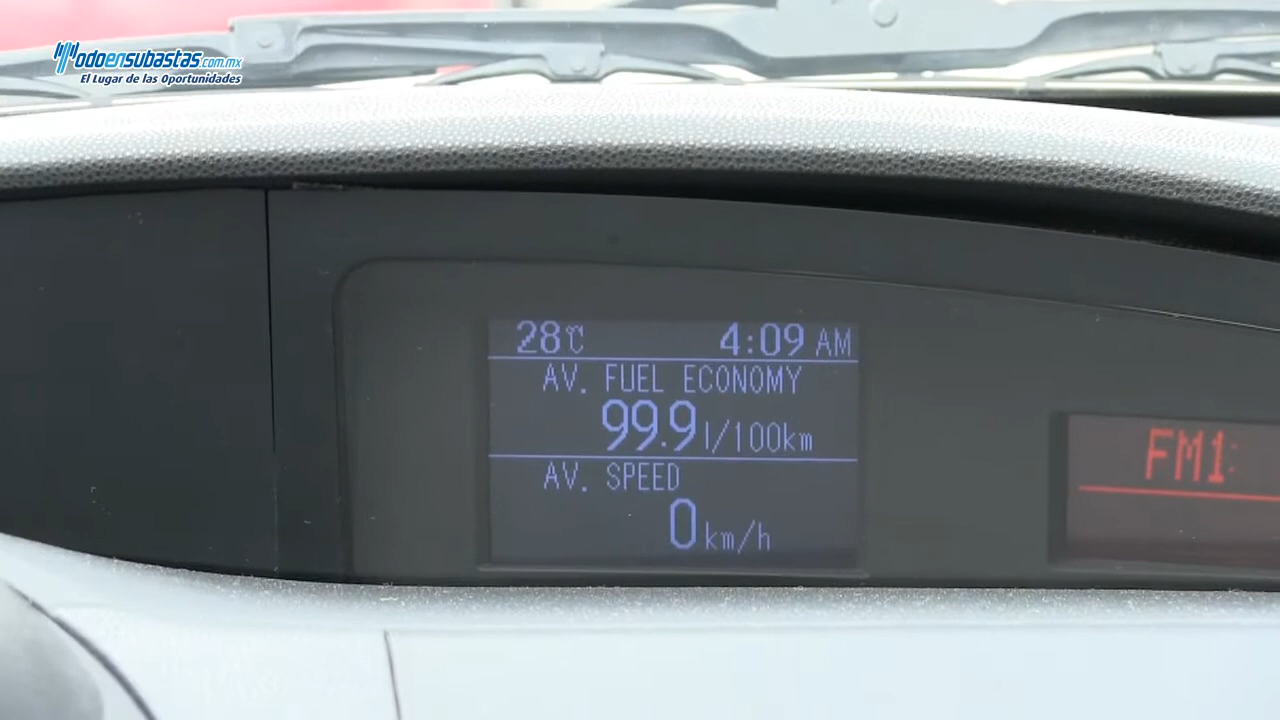 todoensubastas.com.mx
El Lugar de las Oportunidades
28℃ 4:09 AM
AV. FUEL ECONOMY
99.9 l/100km
AV. SPEED
0 km/h
FM1: